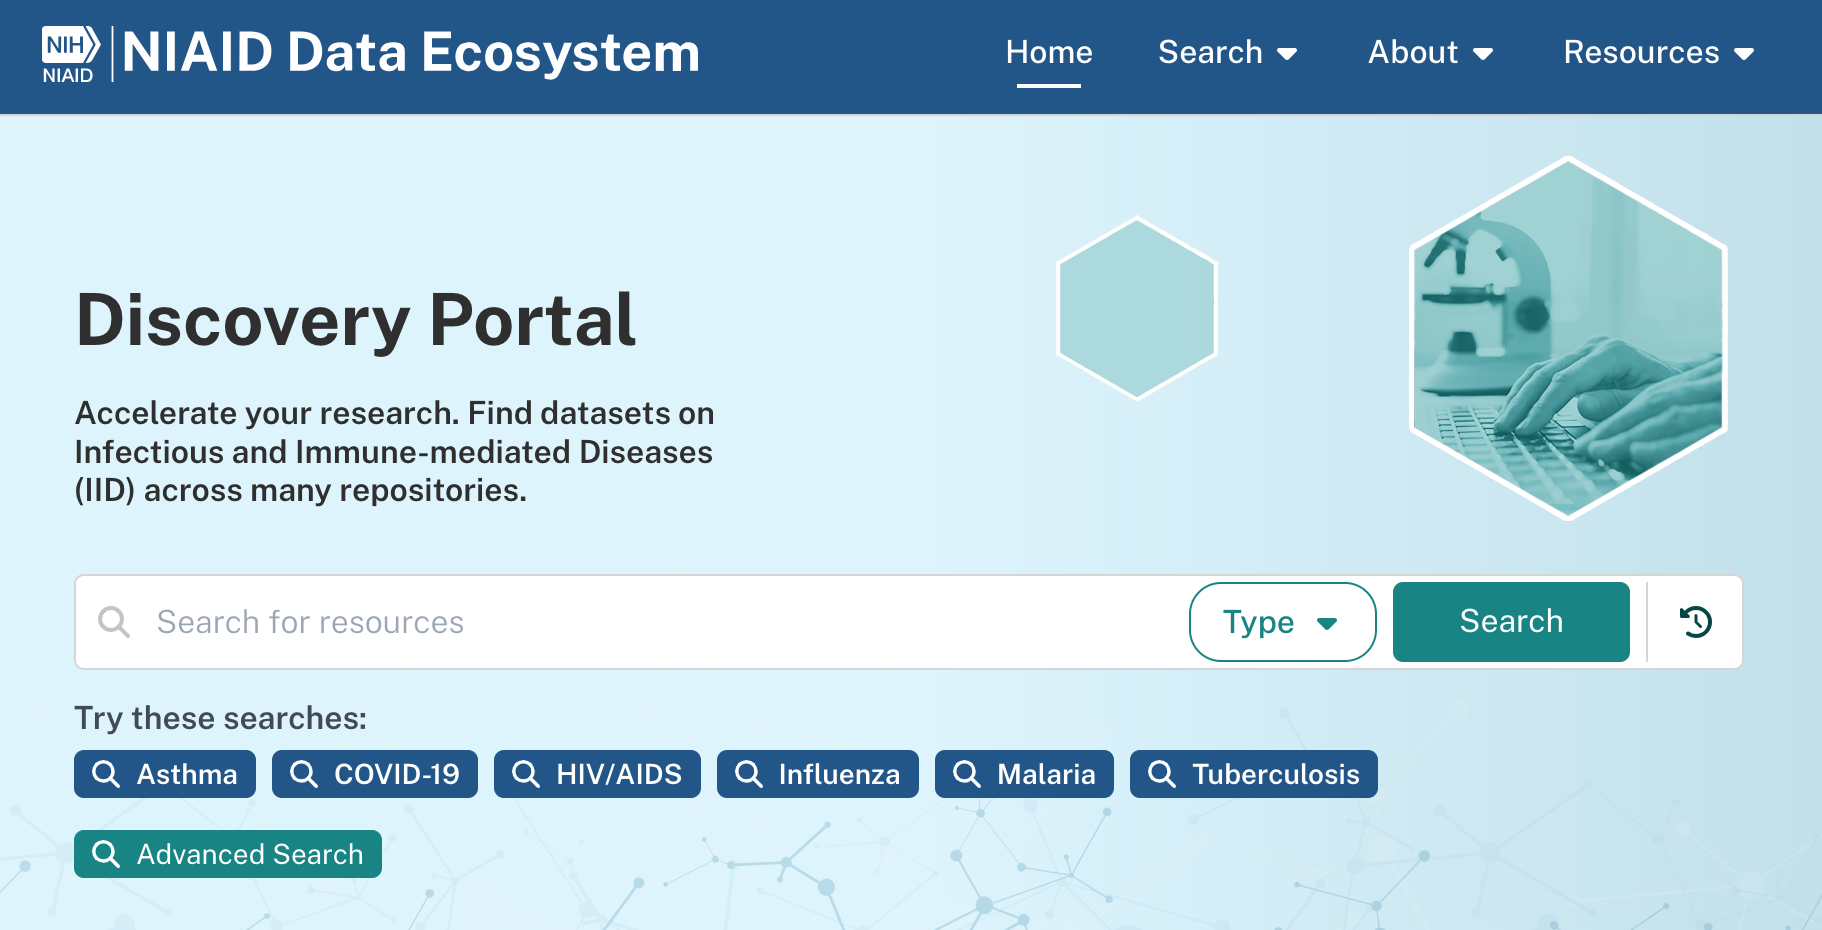 NIH
NIAID
NIAID Data Ecosystem
Home
Search
About
Resources
Discovery Portal
Accelerate your research. Find datasets on
Infectious and Immune-mediated Diseases
(IID) across many repositories.
Search for resources
Type
Search
Try these searches:
Asthma
COVID-19
HIV/AIDS
Influenza
Malaria
Tuberculosis
Advanced Search